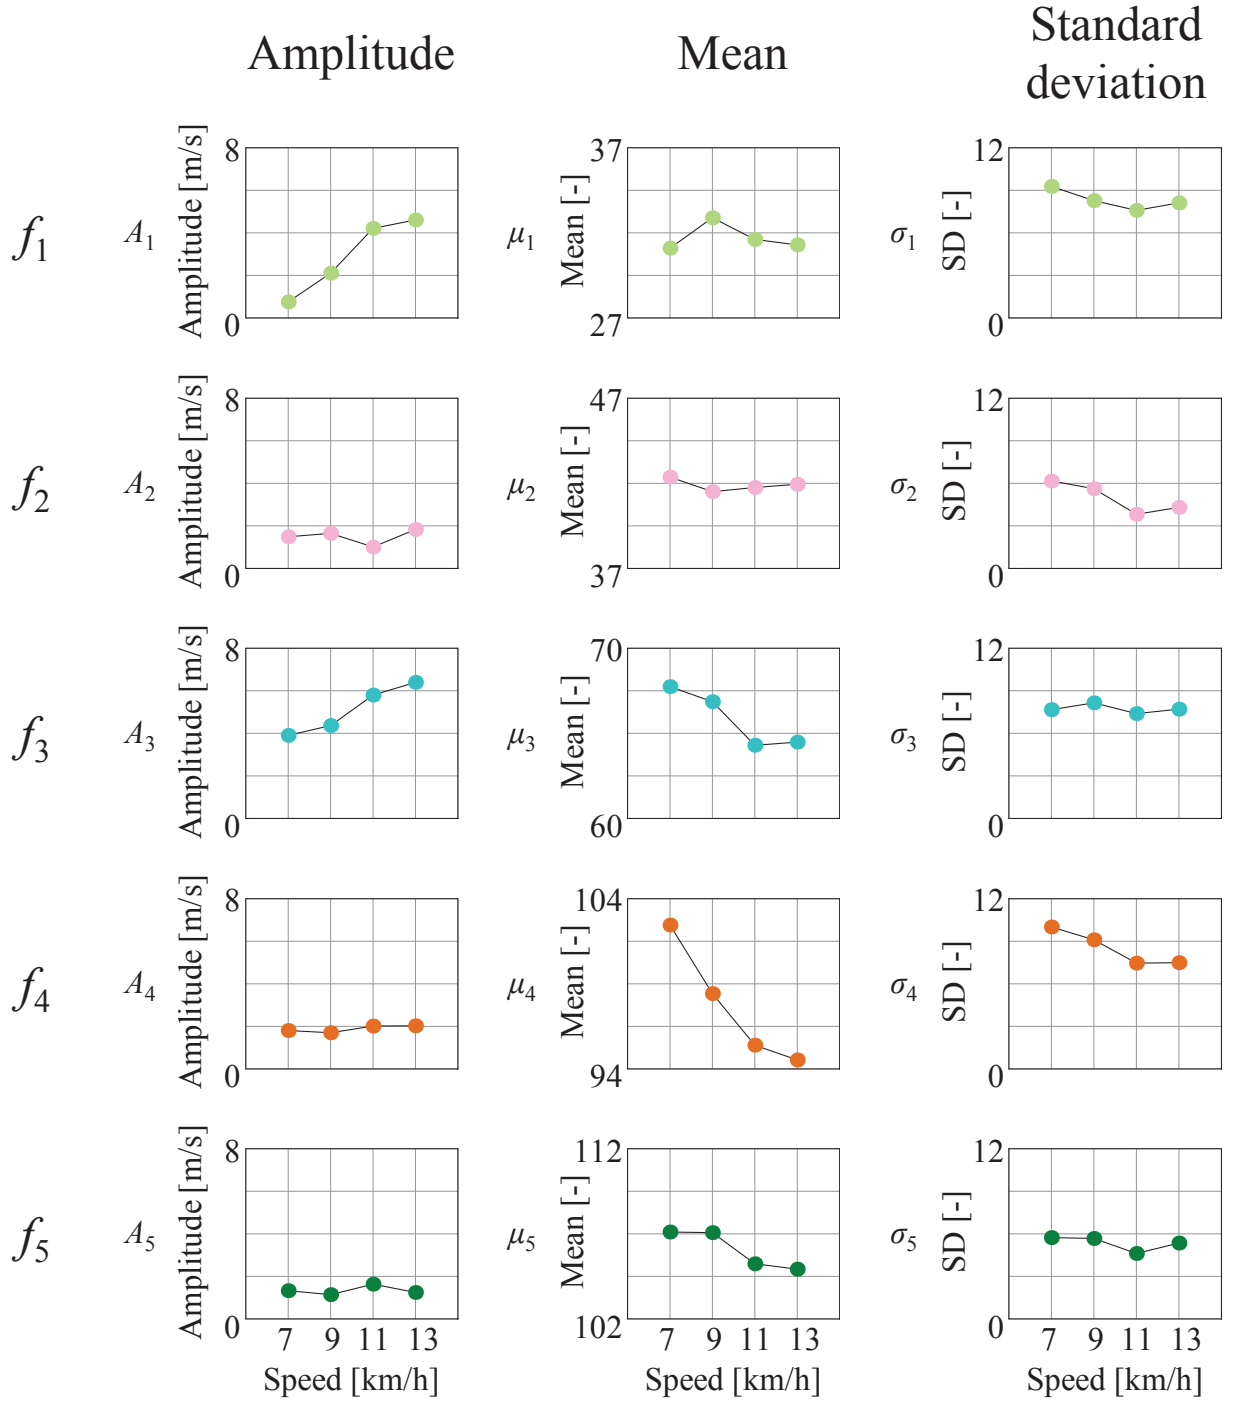 Amplitude
Mean
Standard
deviation
f1
A1
Amplitude [m/s]
8
0
μ1
Mean [-]
37
27
σ1
SD [-]
12
0
f2
A2
Amplitude [m/s]
8
0
μ2
Mean [-]
47
37
σ2
SD [-]
12
0
f3
A3
Amplitude [m/s]
8
0
μ3
Mean [-]
70
60
σ3
SD [-]
12
0
f4
A4
Amplitude [m/s]
8
0
μ4
Mean [-]
104
94
σ4
SD [-]
12
0
f5
A5
Amplitude [m/s]
8
0
μ5
Mean [-]
112
102
σ5
SD [-]
12
0
7 9 11 13
Speed [km/h]
7 9 11 13
Speed [km/h]
7 9 11 13
Speed [km/h]